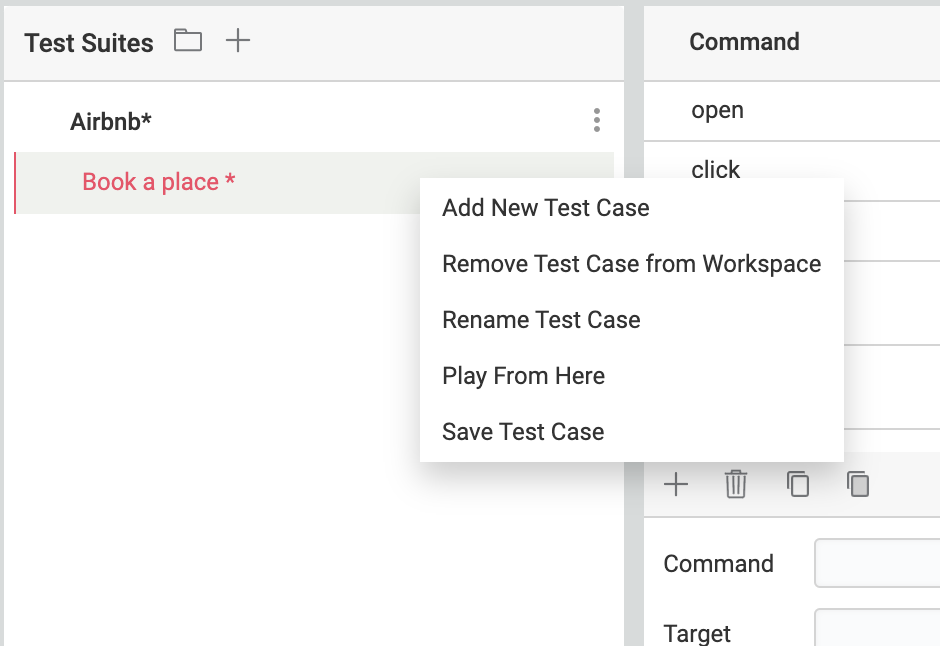 Test Suites
Airbnb*
Book a place *
Add New Test Case
Remove Test Case from Workspace
Rename Test Case
Play From Here
Save Test Case
Command
open
click
Command
Target